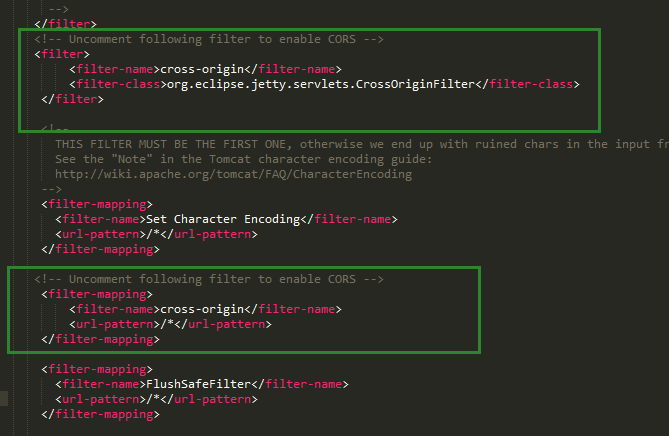 -->
</filter>
<!-- Uncomment following filter to enable CORS -->
<filter>
<filter-name>cross-origin</filter-name>
<filter-class>org.eclipse.jetty.servlets.CrossOriginFilter</filter-class>
</filter>
<!--
THIS FILTER MUST BE THE FIRST ONE, otherwise we end up with ruined chars in the input
See the "Note" in the Tomcat character encoding guide:
http://wiki.apache.org/tomcat/FAQ/CharacterEncoding
-->
<filter-mapping>
<filter-name>Set Character Encoding</filter-name>
<url-pattern>/*</url-pattern>
</filter-mapping>
<!-- Uncomment following filter to enable CORS -->
<filter-mapping>
<filter-name>cross-origin</filter-name>
<url-pattern>/*</url-pattern>
</filter-mapping>
<filter-mapping>
<filter-name>FlushSafeFilter</filter-name>
<url-pattern>/*</url-pattern>
</filter-mapping>